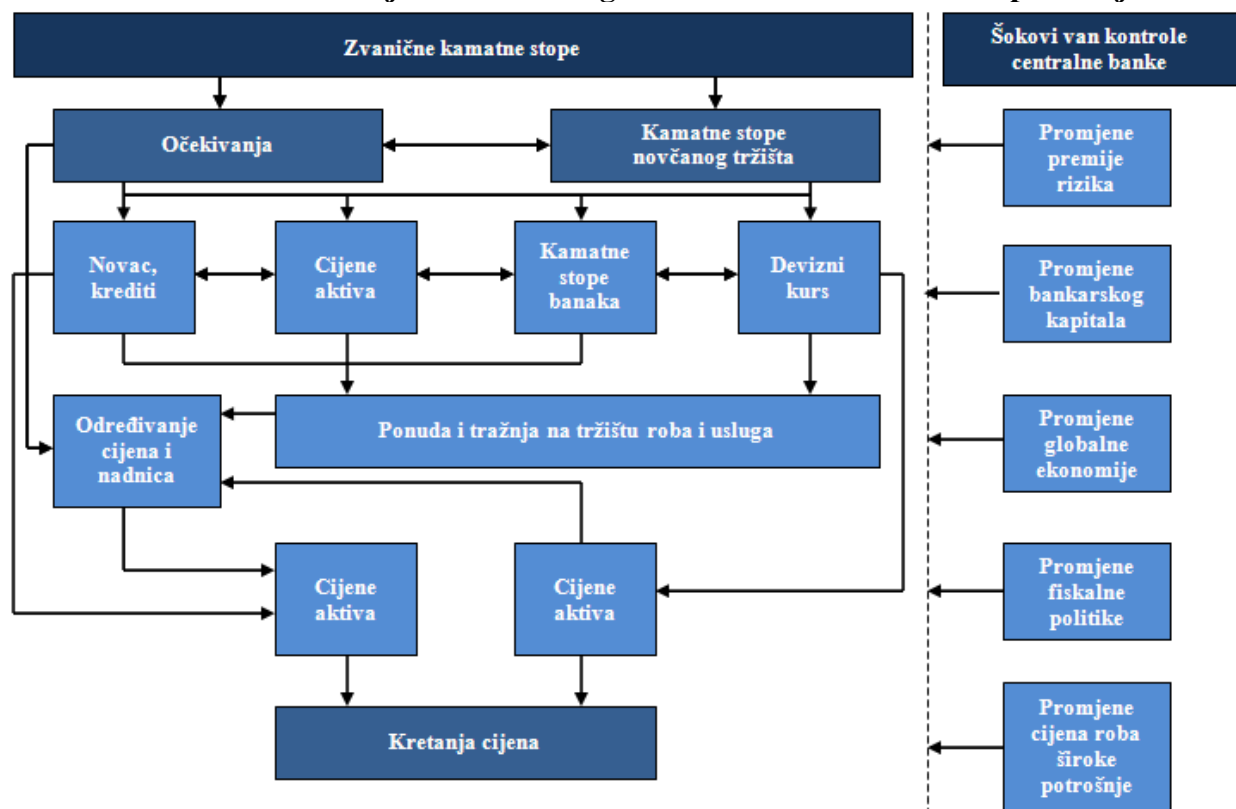 Zvanične kamatne stope
Šokovi van kontrole
centralne banke
Očekivanja
Kamatne stope
novčanog tržišta
Promjene
premije
rizika
Novac,
krediti
Cijene
aktiva
Kamatne
stope
banaka
Devizni
kurs
Promjene
bankarskog
kapitala
Određivanje
cijena i
nadnica
Ponuda i tražnja na tržištu roba i usluga
Promjene
globalne
ekonomije
Cijene
aktiva
Cijene
aktiva
Promjene
fiskalne
politike
Kretanja cijena
Promjene
cijena roba
široke
potrošnje